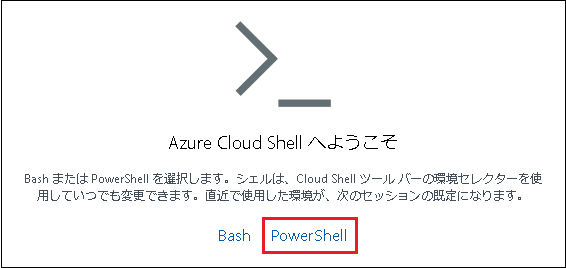 Azure Cloud Shell へようこそ
Bash または PowerShell を選択します。シェルは、Cloud Shell ツール バーの環境セレクターを使
用していつでも変更できます。直近で使用した環境が、次のセッションの既定になります。
Bash PowerShell